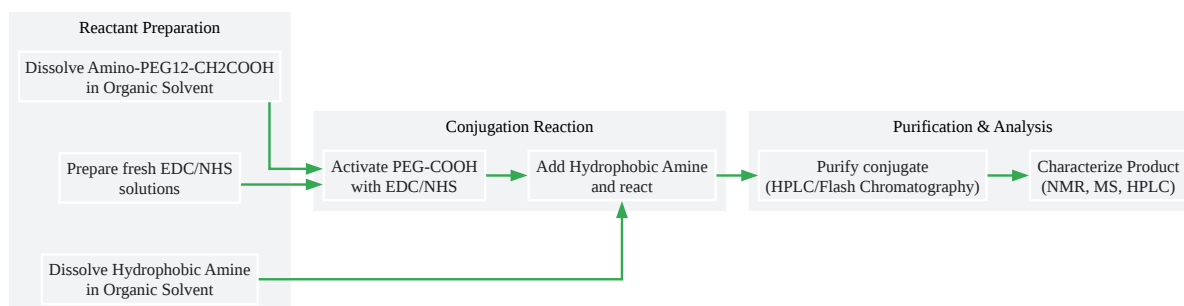 Reactant Preparation
Dissolve Amino-PEG12-CH2COOH
in Organic Solvent
Prepare fresh EDC/NHS
solutions
Dissolve Hydrophobic Amine
in Organic Solvent
Conjugation Reaction
Activate PEG-COOH
with EDC/NHS
Add Hydrophobic Amine
and react
Purification & Analysis
Purify conjugate
(HPLC/Flash Chromatography)
Characterize Product
(NMR, MS, HPLC)